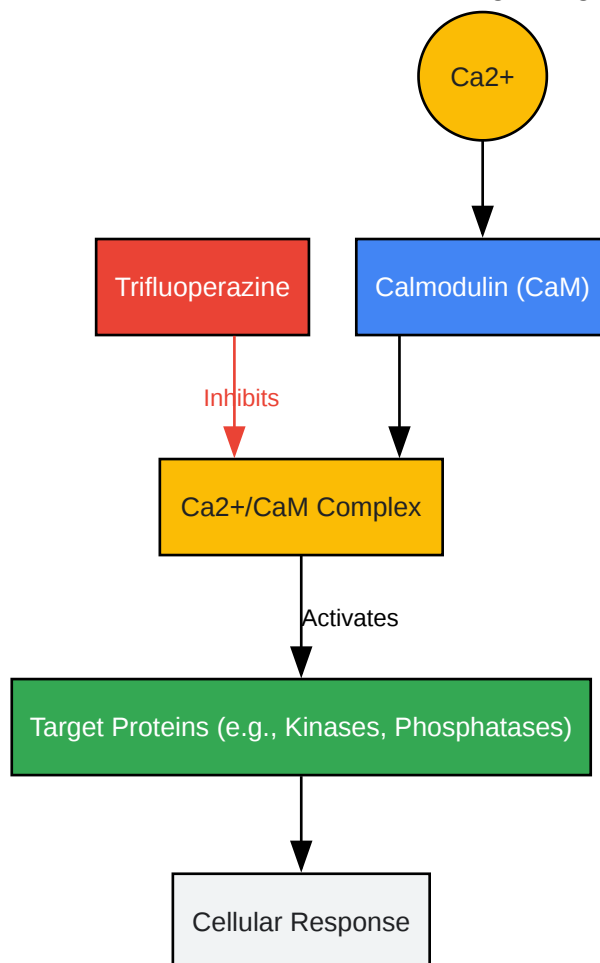 Ca2+
Trifluoperazine
Calmodulin (CaM)
Inhibits
Ca2+/CaM Complex
Activates
Target Proteins (e.g., Kinases, Phosphatases)
Cellular Response